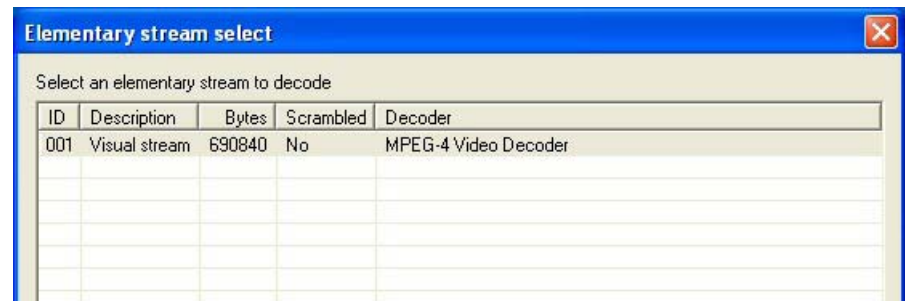 Elementary stream select
Select an elementary stream to decode
ID Description Bytes Scrambled Decoder
001 Visual stream 690840 No MPEG-4 Video Decoder